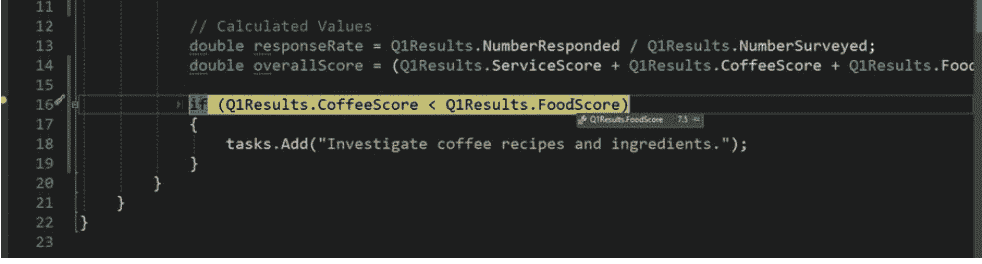 11
12 // Calculated Values
13 double responseRate = Q1Results.NumberResponded / Q1Results.NumberSurveyed;
14 double overallScore = (Q1Results.ServiceScore + Q1Results.CoffeeScore + Q1Results.Food
15
16 if (Q1Results.CoffeeScore < Q1Results.FoodScore)
Q1Results.FoodScore 7.5
17 {
18 tasks.Add("Investigate coffee recipes and ingredients.");
19 }
20 }
21 }
22 }
23